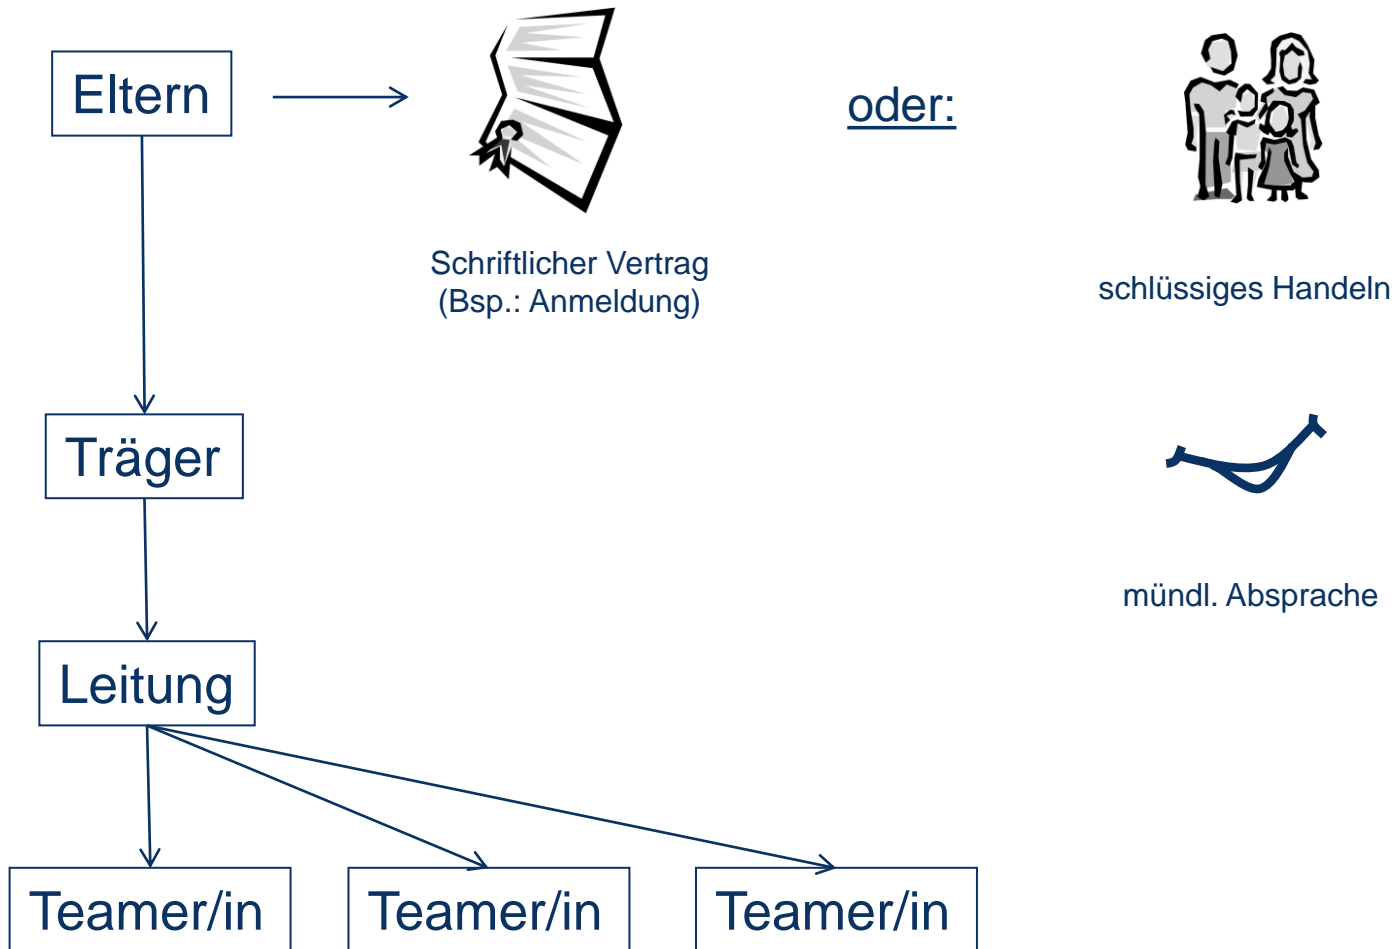 Eltern
oder:
Schriftlicher Vertrag
(Bsp.: Anmeldung)
schlüssiges Handeln
Träger
mündl. Absprache
Leitung
Teamer/in
Teamer/in
Teamer/in